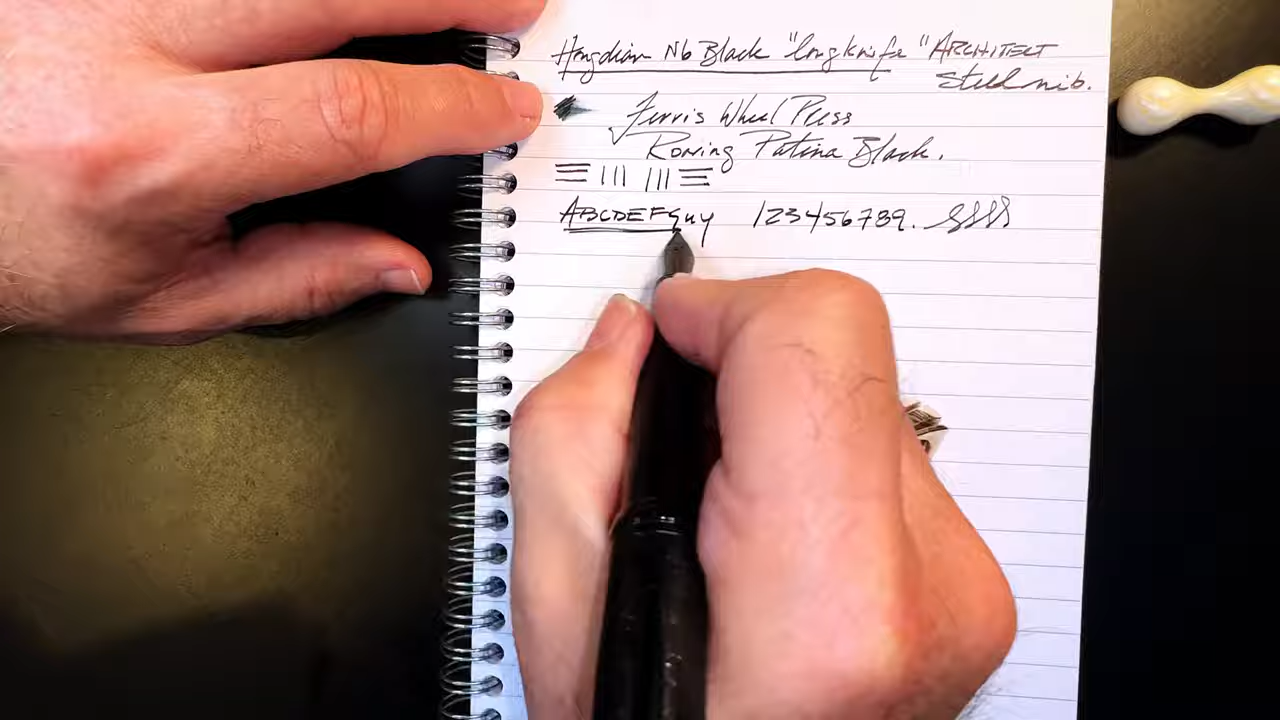 Hongdian N6 Black "longknife" ARCHITECT
Steel nib.
Ferris Wheel Press
Roaring Patina Black.
ABCDEFGuy 123456789.